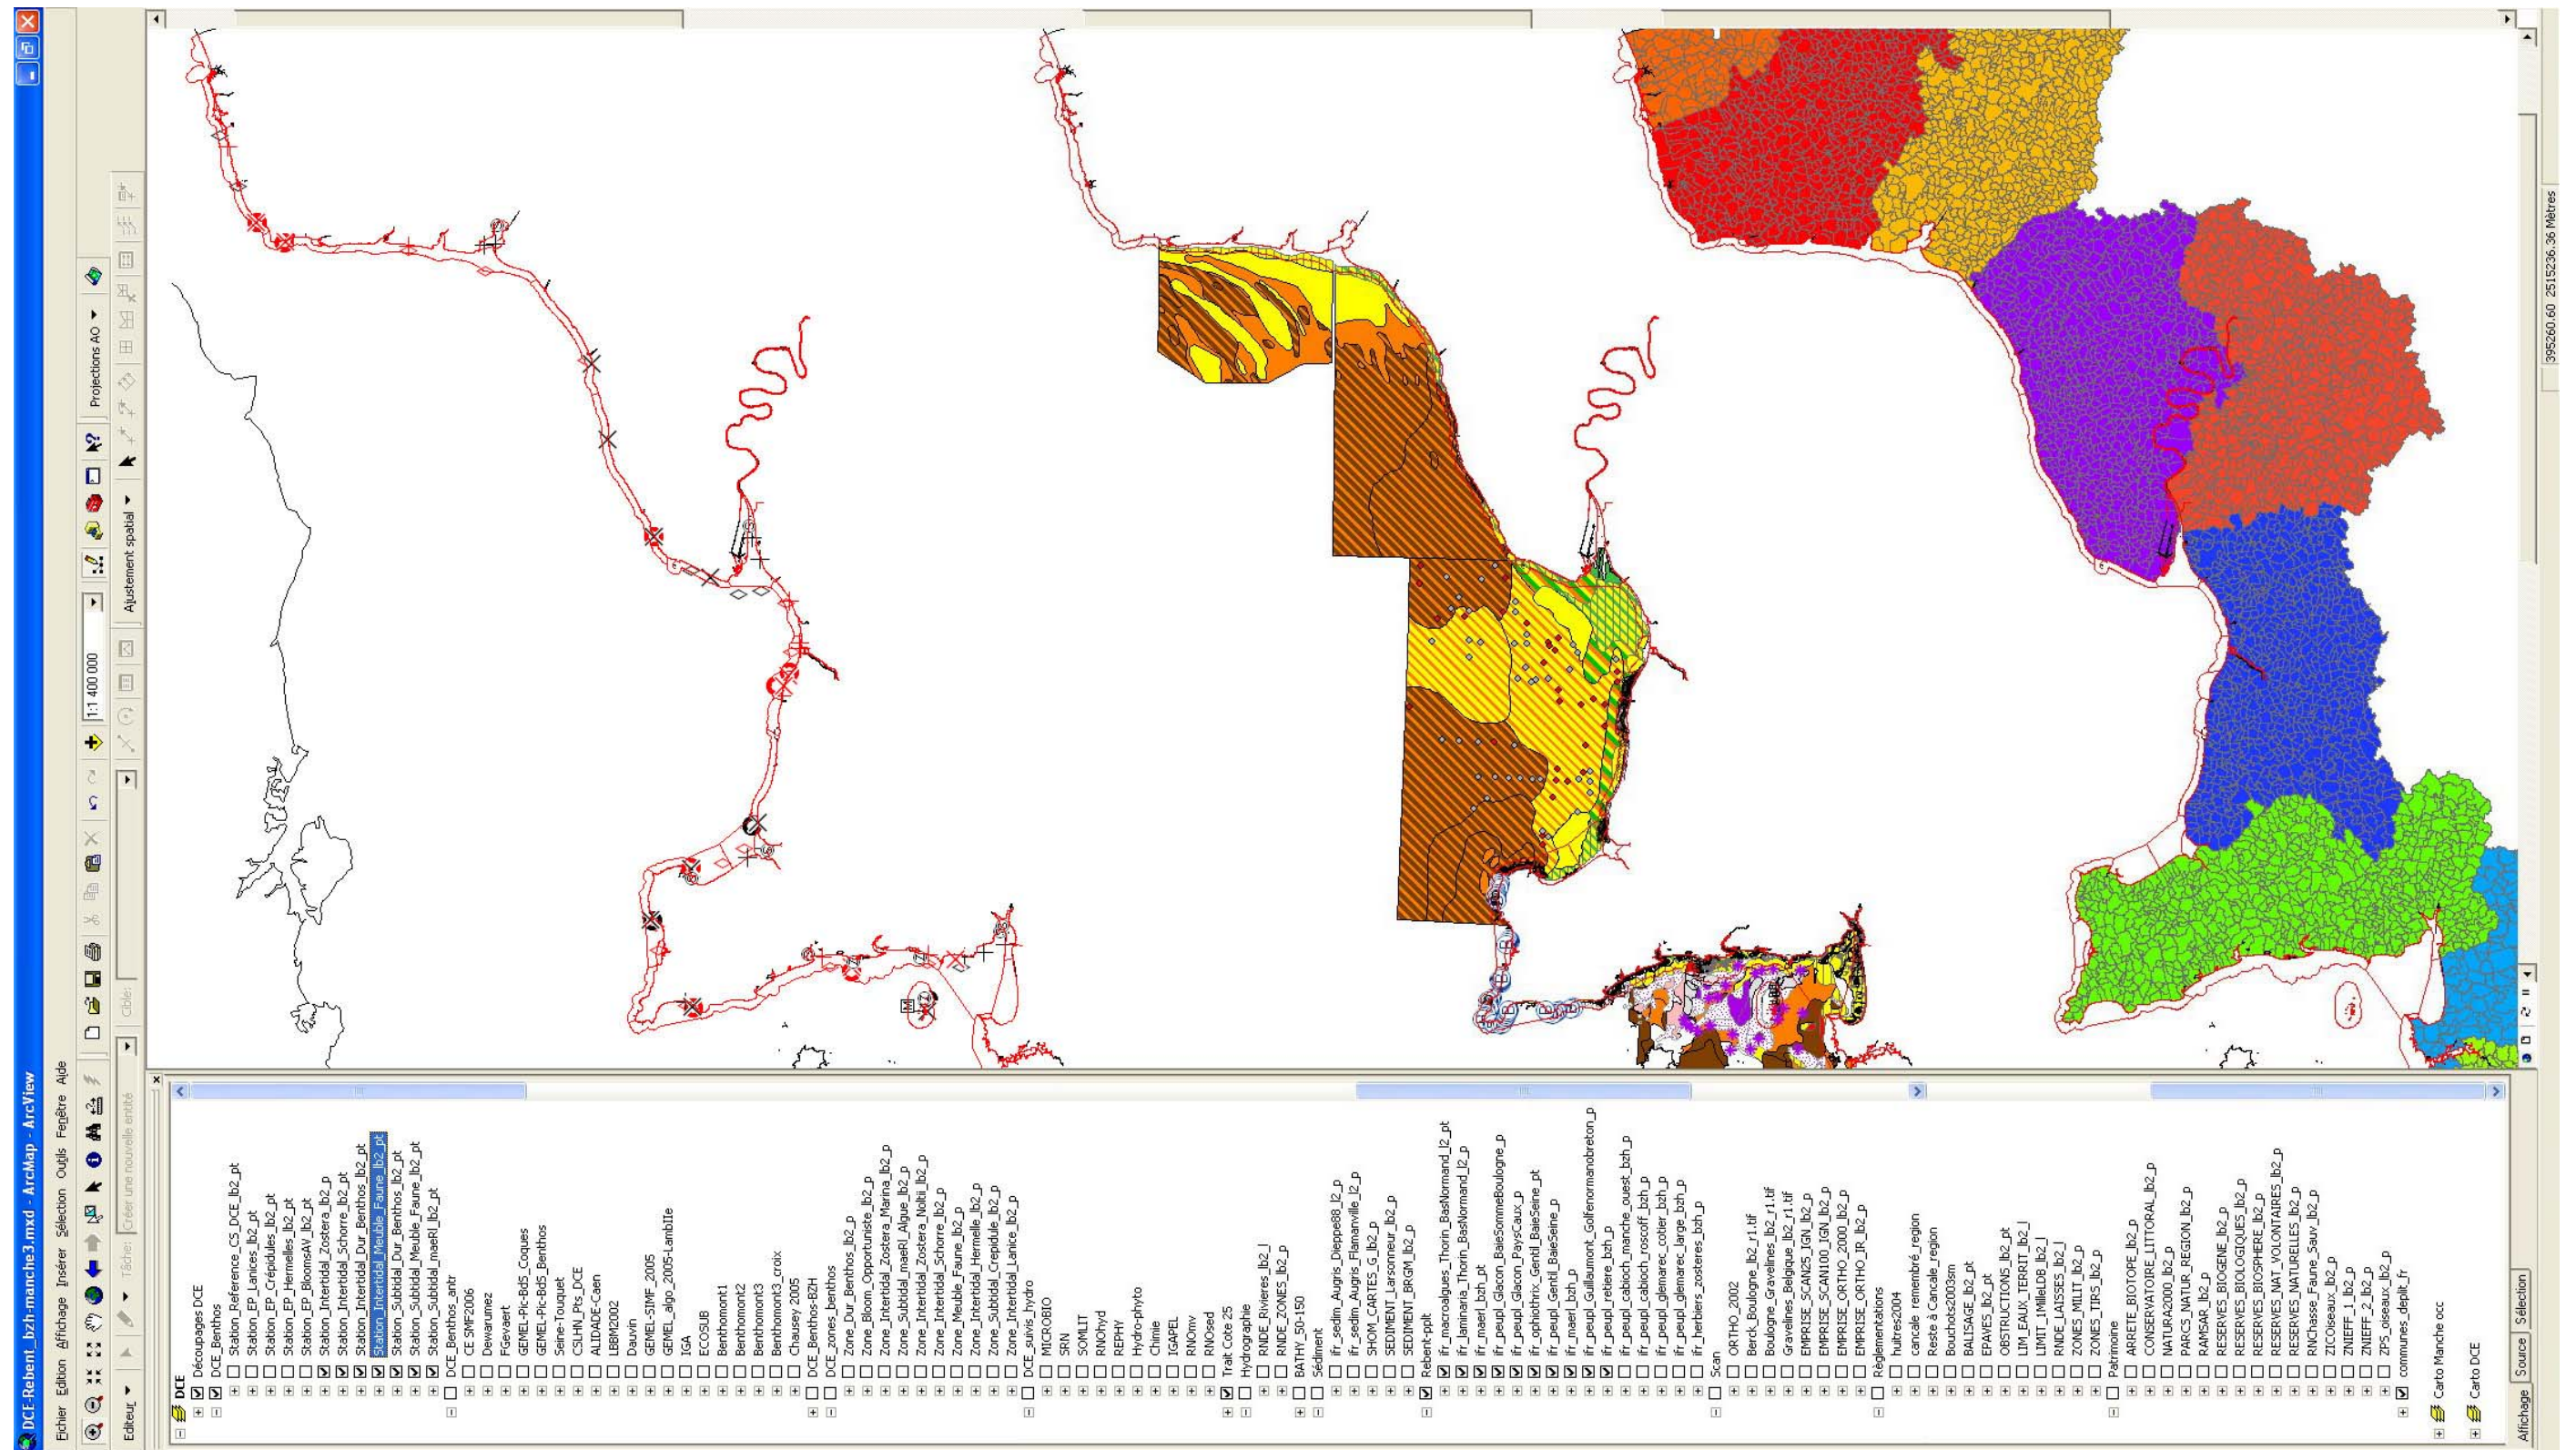 DCE-Rebent_bzh-manche3.mxd - ArcMap - ArcView
Fichier Edition Affichage Insérer Sélection Outils Fenêtre Aide
1:1 400 000
Projections AO
Editeur
Tâche: Créer une nouvelle entité
Cible:
Ajustement spatial
DCE
Découpages DCE
DCE_Benthos
Station_Reference_CS_DCE_lb2_pt
Station_EP_Lanices_lb2_pt
Station_EP_Crépidules_lb2_pt
Station_EP_Hermelles_lb2_pt
Station_EP_BloomsAV_lb2_pt
Station_Intertidal_Zostera_lb2_p
Station_Intertidal_Schorre_lb2_pt
Station_Intertidal_Dur_Benthos_lb2_pt
Station_Intertidal_Meuble_Faune_lb2_pt
Station_Subtidal_Dur_Benthos_lb2_pt
Station_Subtidal_Meuble_Faune_lb2_pt
Station_Subtidal_maeRl_lb2_pt
DCE_Benthos_antr
CE SMF2006
Dewarumez
FGevaert
GEMEL-Pic-BdS_Coques
GEMEL-Pic-BdS_Benthos
Seine-Touquet
CSLHN_Pts_DCE
ALIDADE-Caen
LBBM2002
Dauvin
GEMEL-SIMF_2005
GEMEL_algo_2005-LambIIe
IGA
ECOSUB
Benthomont1
Benthomont2
Benthomont3
Benthomont3_croix
Chausey 2005
DCE_Benthos-BZH
DCE_zones_benthos
Zone_Dur_Benthos_lb2_p
Zone_Bloom_Opportuniste_lb2_p
Zone_Intertidal_Zostera_Marina_lb2_p
Zone_Subtidal_maeRl_Algue_lb2_p
Zone_Intertidal_Zostera_Noltii_lb2_p
Zone_Intertidal_Schorre_lb2_p
Zone_Meuble_Faune_lb2_p
Zone_Intertidal_Hermelle_lb2_p
Zone_Subtidal_Crepidule_lb2_p
Zone_Intertidal_Lanice_lb2_p
DCE_suivis_hydro
MICROBIO
SRN
SOMLIT
RNOhyd
REPHY
Hydro-phyto
Chimie
IGAPEL
RNOmv
RNOsed
Trait Cote 25
Hydrographie
RNDE_Rivieres_lb2_l
RNDE_ZONES_lb2_p
BATHY_50-150
Sédiment
ifr_sedim_Augris_Dieppe88_l2_p
ifr_sedim_Augris_Flamanville_l2_p
SHOM_CARTES_G_lb2_p
SEDIMENT_Larsonneur_lb2_p
SEDIMENT_BRGM_lb2_p
Rebent-pplt
ifr_macroalgues_Thorin_BasNormand_l2_pt
ifr_laminaria_Thorin_BasNormand_l2_p
ifr_maerl_bzh_pt
ifr_peupl_Glacon_BaieSommeBoulogne_p
ifr_peupl_Glacon_PaysCaux_p
ifr_ophiothrix_Gentil_BaieSeine_pt
ifr_peupl_Gentil_BaieSeine_p
ifr_maerl_bzh_p
ifr_peupl_Guillaumont_Golfenormanobreton_p
ifr_peupl_retiere_bzh_p
ifr_peupl_cabioch_manche_ouest_bzh_p
ifr_peupl_cabioch_roscoff_bzh_p
ifr_peupl_glemarec_cotier_bzh_p
ifr_peupl_glemarec_large_bzh_p
ifr_herbiers_zosteres_bzh_p
Scan
ORTHO_2002
Berck_Boulogne_lb2_r1.tif
Boulogne_Gravelines_lb2_r1.tif
Gravelines_Belgique_lb2_r1.tif
EMPRISE_SCAN25_IGN_lb2_p
EMPRISE_SCAN100_IGN_lb2_p
EMPRISE_ORTHO_2000_lb2_p
EMPRISE_ORTHO_IR_lb2_p
Réglementations
huitres2004
cancale remembré_region
Reste à Cancale_region
Bouchots2003sm
BALISAGE_lb2_pt
EPAVES_lb2_pt
OBSTRUCTIONS_lb2_pt
LIM_EAUX_TERRIT_lb2_l
LIMIT_1MilleLDB_lb2_l
RNDE_LAISSES_lb2_l
ZONES_MILIT_lb2_p
ZONES_TIRS_lb2_p
Patrimoine
ARRETE_BIOTOPE_lb2_p
CONSERVATOIRE_LITTORAL_lb2_p
NATURA2000_lb2_p
PARCS_NATUR_REGION_lb2_p
RAMSAR_lb2_p
RESERVES_BIOGENE_lb2_p
RESERVES_BIOLOGIQUES_lb2_p
RESERVES_BIOSPHERE_lb2_p
RESERVES_NAT_VOLONTAIRES_lb2_p
RESERVES_NATURELLES_lb2_p
RNChasse_Faune_Sauv_lb2_p
ZICOiseaux_lb2_p
ZNIEFF_1_lb2_p
ZNIEFF_2_lb2_p
ZPS_oiseaux_lb2_p
communes_deplit_fr
Carto Manche occ
Carto DCE
Affichage Source Sélection
395260.60 2515236.36 Mètres